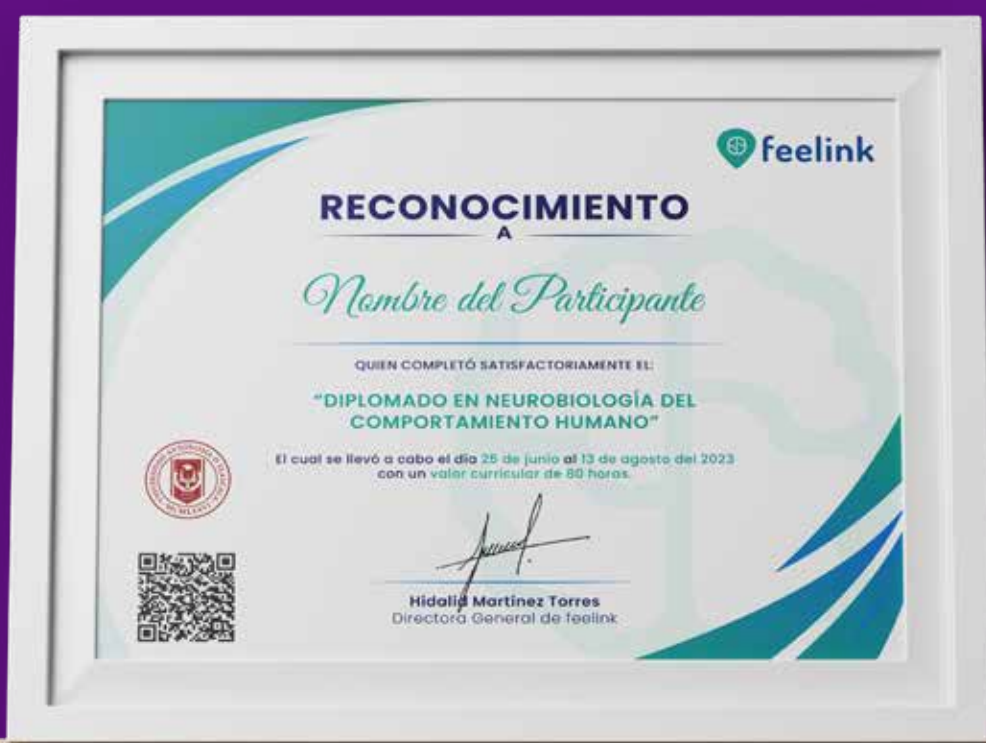 feelink
RECONOCIMIENTO
A
Nombre del Participante
QUIEN COMPLETÓ SATISFACTORIAMENTE EL:
“DIPLOMADO EN NEUROBIOLOGÍA DEL
COMPORTAMIENTO HUMANO”
El cual se llevó a cabo el día 25 de junio al 13 de agosto del 2023
con un valor curricular de 80 horas.
Hidalid Martínez Torres
Directora General de feelink